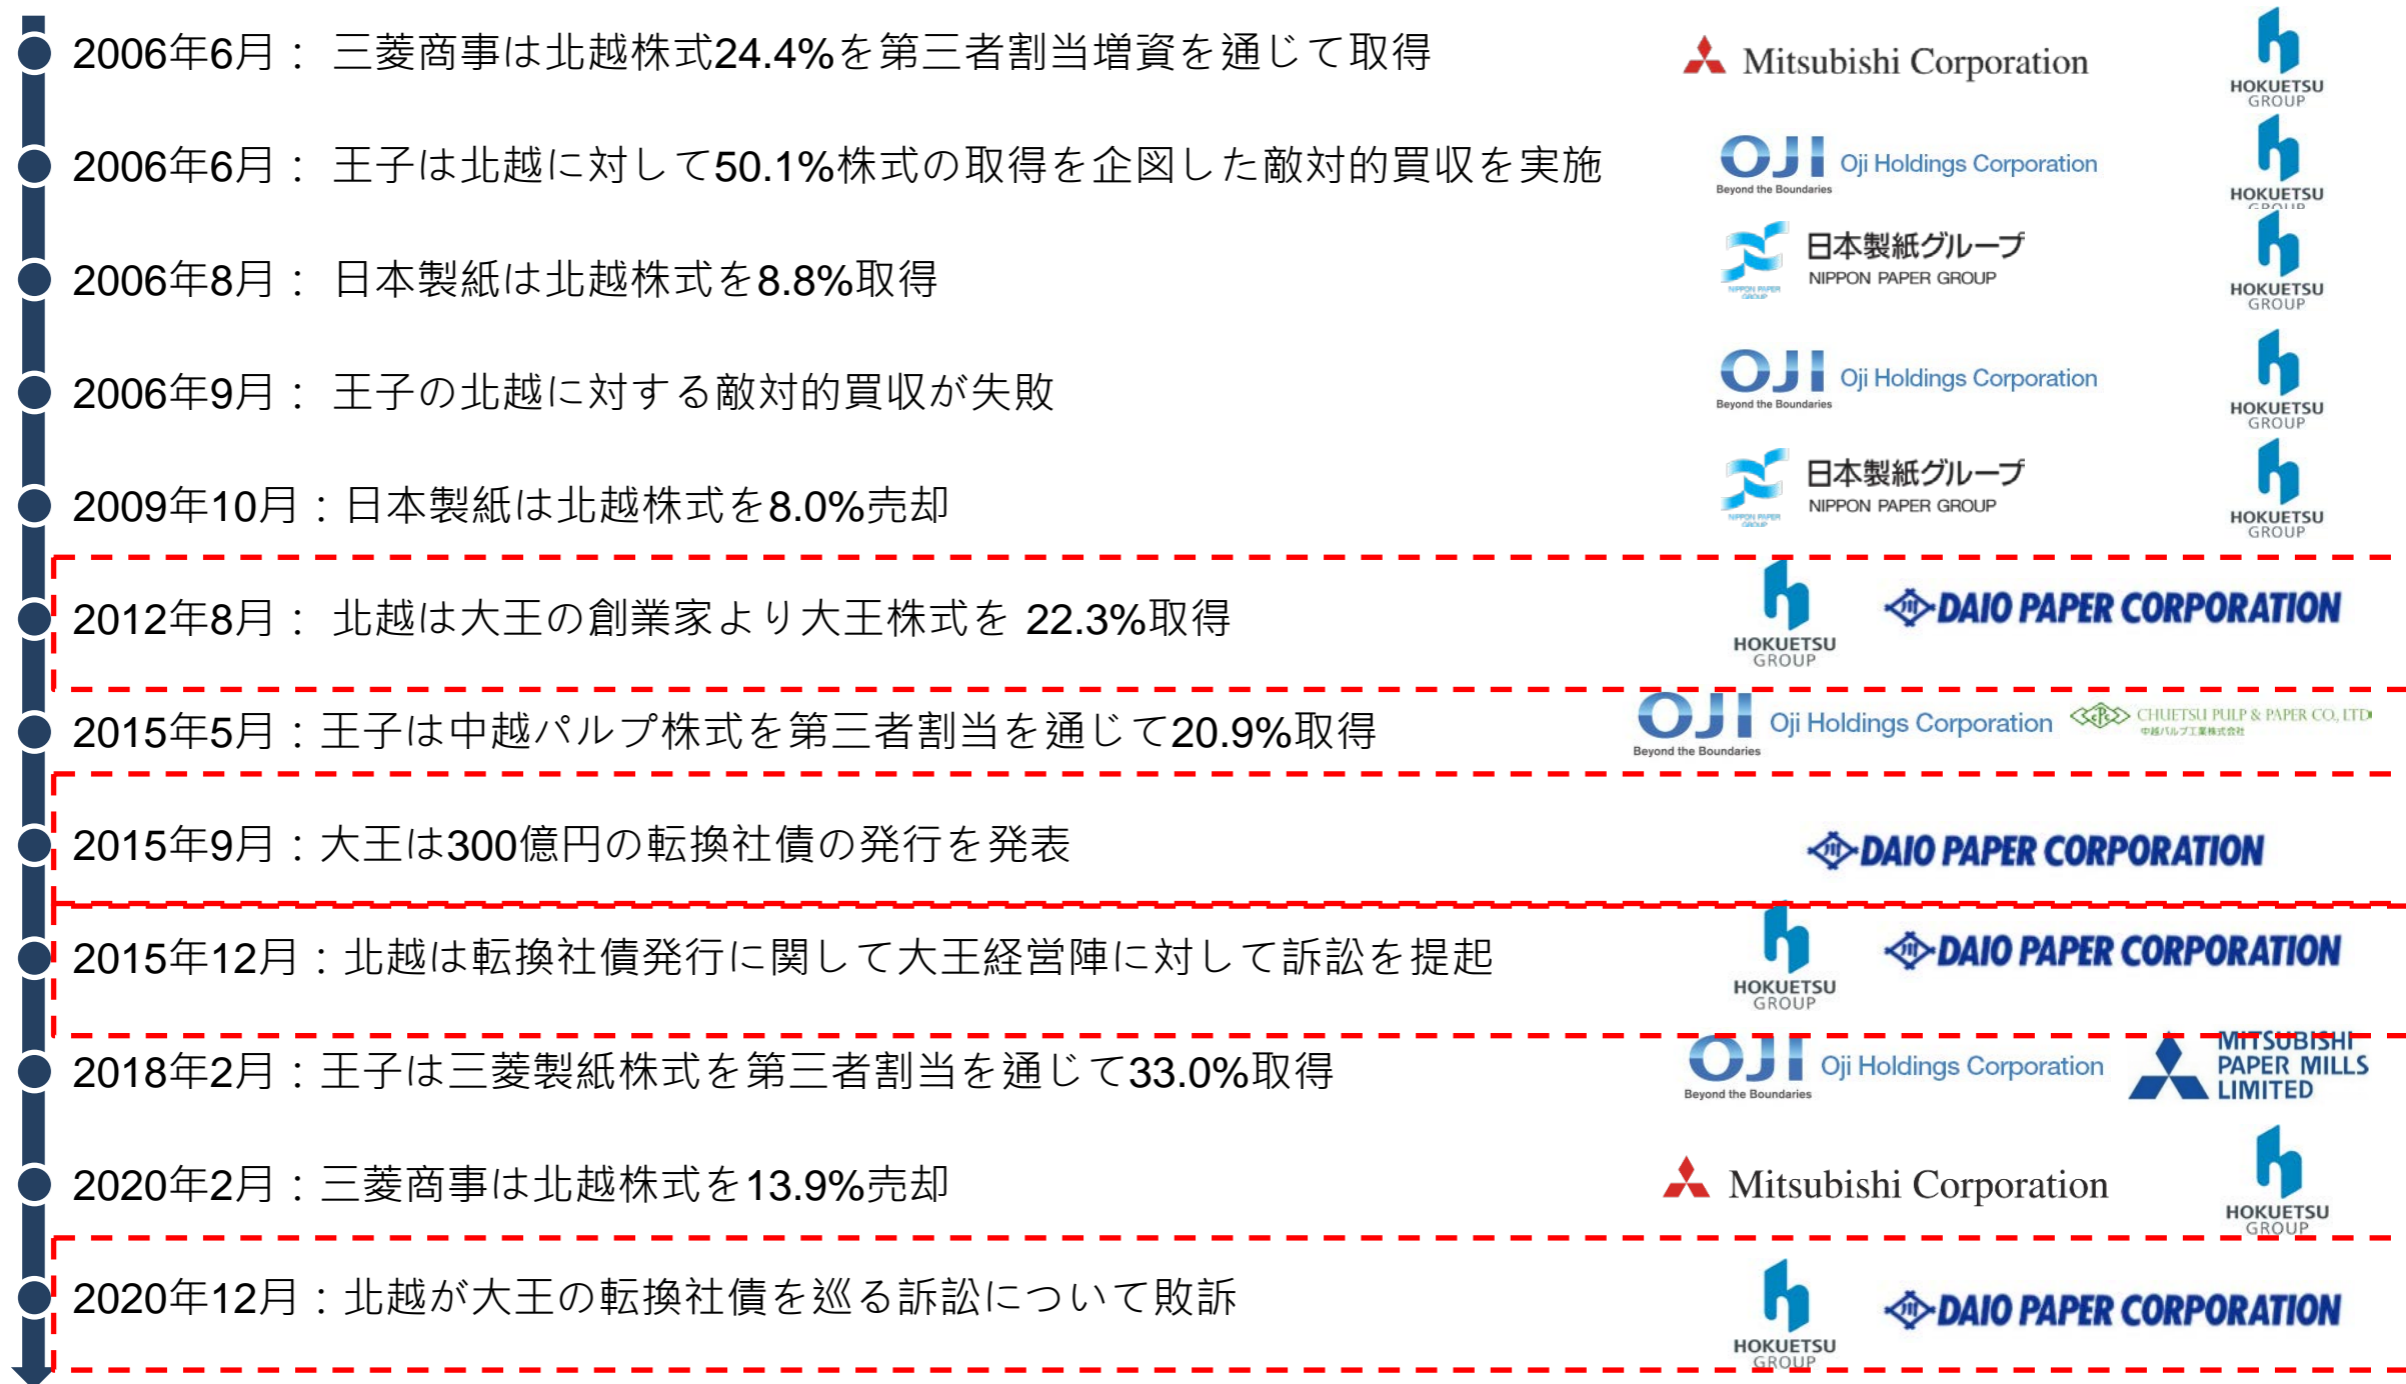 2006年6月： 三菱商事は北越株式24.4%を第三者割当増資を通じて取得
Mitsubishi Corporation
HOKUETSU
GROUP
2006年6月： 王子は北越に対して50.1%株式の取得を企図した敵対的買収を実施
OJI Oji Holdings Corporation
Beyond the Boundaries
HOKUETSU
GROUP
2006年8月： 日本製紙は北越株式を8.8%取得
日本製紙グループ
NIPPON PAPER GROUP
NIPPON PAPER
GROUP
HOKUETSU
GROUP
2006年9月： 王子の北越に対する敵対的買収が失敗
OJI Oji Holdings Corporation
Beyond the Boundaries
HOKUETSU
GROUP
2009年10月：日本製紙は北越株式を8.0%売却
日本製紙グループ
NIPPON PAPER GROUP
NIPPON PAPER
GROUP
HOKUETSU
GROUP
2012年8月： 北越は大王の創業家より大王株式を 22.3%取得
HOKUETSU
GROUP
DAIO PAPER CORPORATION
2015年5月：王子は中越パルプ株式を第三者割当を通じて20.9%取得
OJI Oji Holdings Corporation
Beyond the Boundaries
CHUETSU PULP & PAPER CO., LTD
中越パルプ工業株式会社
2015年9月：大王は300億円の転換社債の発行を発表
DAIO PAPER CORPORATION
2015年12月：北越は転換社債発行に関して大王経営陣に対して訴訟を提起
HOKUETSU
GROUP
DAIO PAPER CORPORATION
2018年2月：王子は三菱製紙株式を第三者割当を通じて33.0%取得
OJI Oji Holdings Corporation
Beyond the Boundaries
MITSUBISHI
PAPER MILLS
LIMITED
2020年2月：三菱商事は北越株式を13.9%売却
Mitsubishi Corporation
HOKUETSU
GROUP
2020年12月：北越が大王の転換社債を巡る訴訟について敗訴
HOKUETSU
GROUP
DAIO PAPER CORPORATION